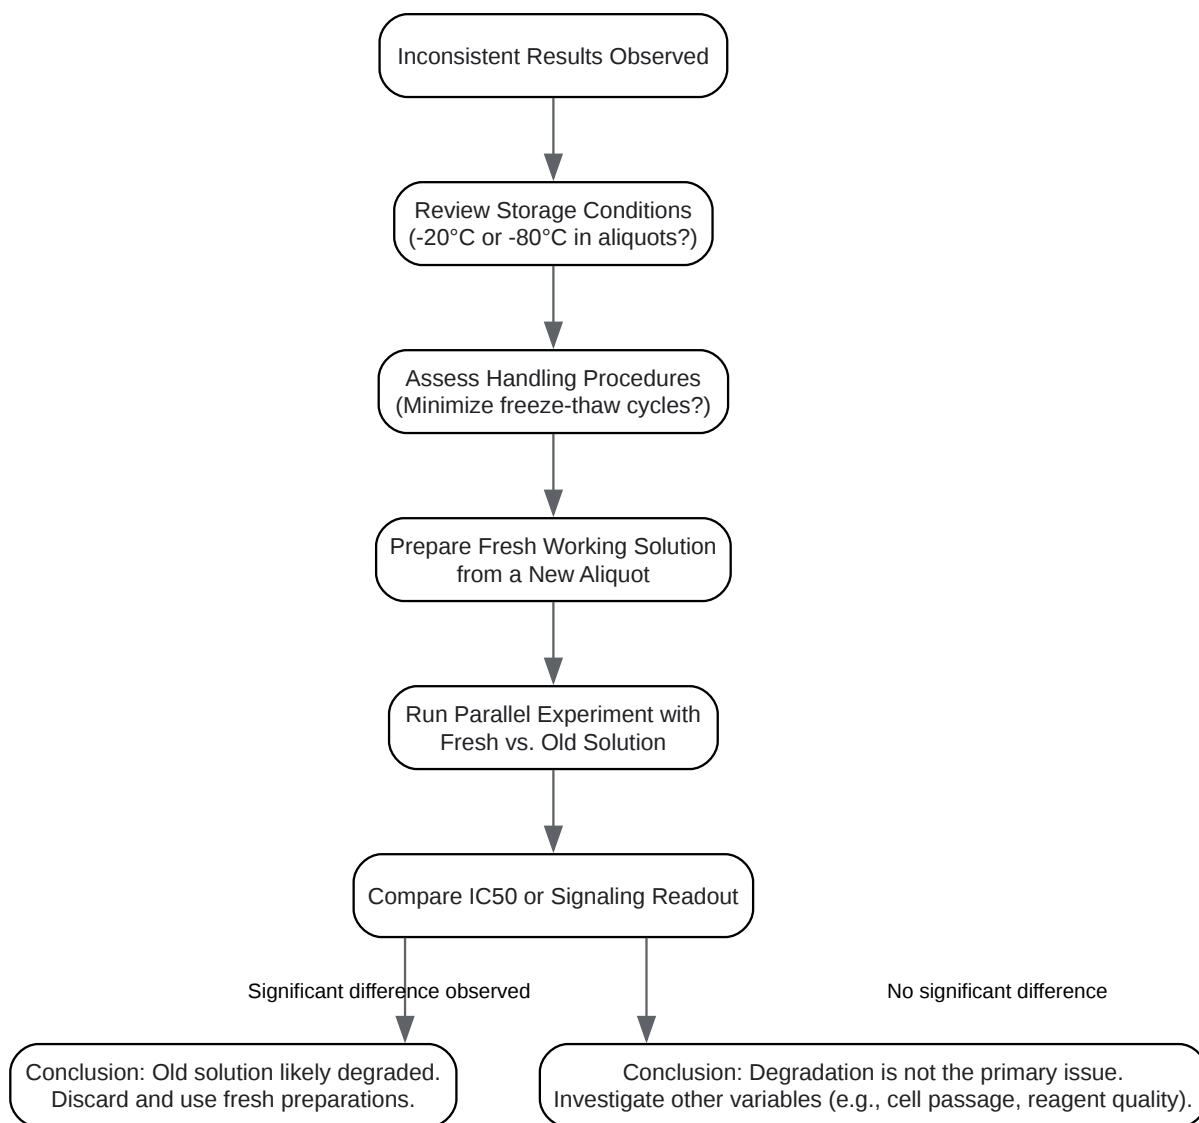 Inconsistent Results Observed
Review Storage Conditions
(-20°C or -80°C in aliquots?)
Assess Handling Procedures
(Minimize freeze-thaw cycles?)
Prepare Fresh Working Solution
from a New Aliquot
Run Parallel Experiment with
Fresh vs. Old Solution
Compare IC50 or Signaling Readout
Significant difference observed
No significant difference
Conclusion: Old solution likely degraded.
Discard and use fresh preparations.
Conclusion: Degradation is not the primary issue.
Investigate other variables (e.g., cell passage, reagent quality).